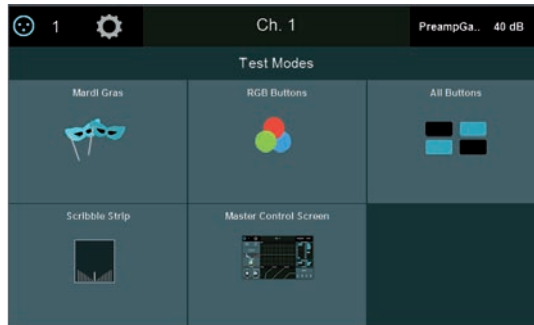 1 Ch. 1 PreampGa.. 40 dB
Test Modes
Mardi Gras RGB Buttons All Buttons
Scribble Strip Master Control Screen